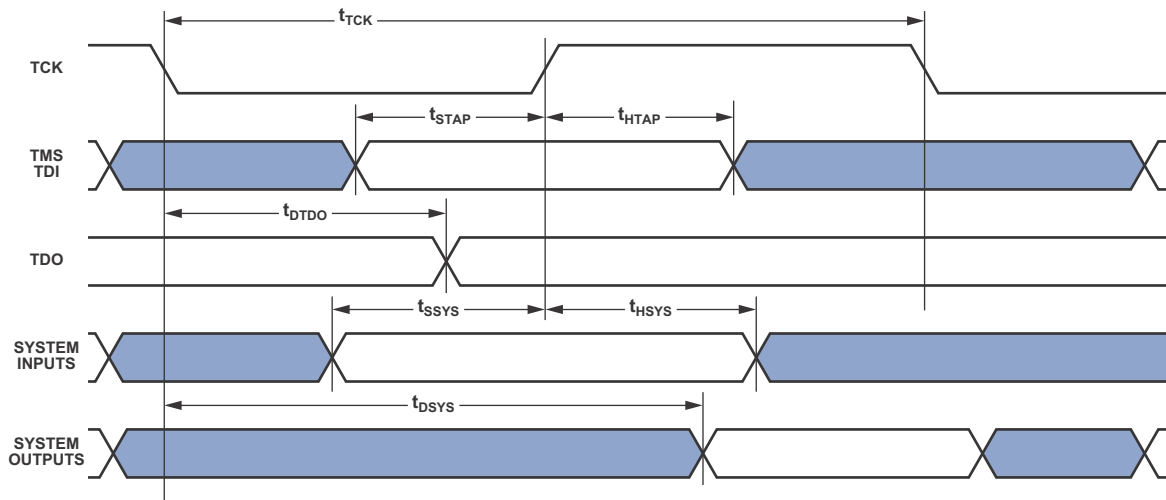 tTCK
TCK
tSTAP
tHTAP
TMS
TDI
tDTDO
TDO
tSSYS
tHSYS
SYSTEM
INPUTS
tDSYS
SYSTEM
OUTPUTS